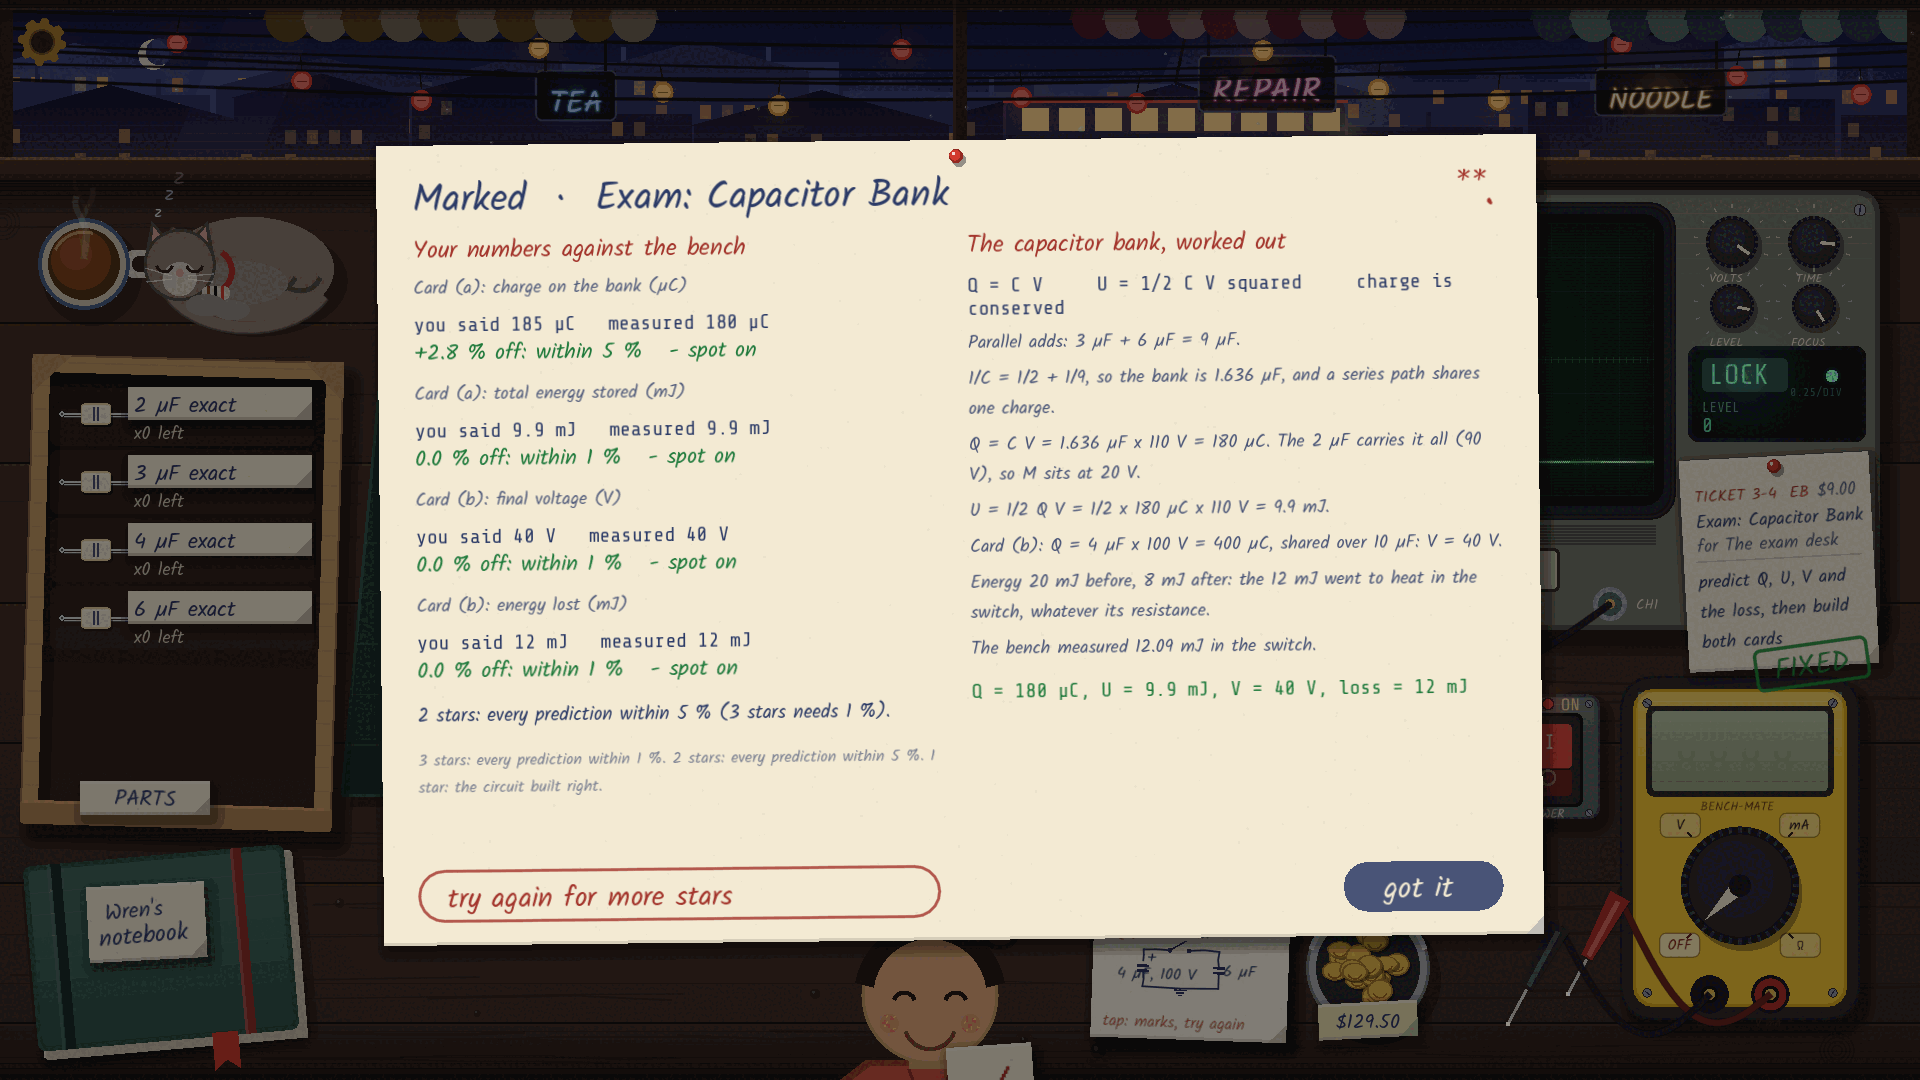 TEA
REPAIR
NOODLE
z
z
z
Marked · Exam: Capacitor Bank
**.
Your numbers against the bench
Card (a): charge on the bank (µC)
you said 185 µC measured 180 µC
+2.8 % off: within 5 % - spot on
Card (a): total energy stored (mJ)
you said 9.9 mJ measured 9.9 mJ
0.0 % off: within 1 % - spot on
Card (b): final voltage (V)
you said 40 V measured 40 V
0.0 % off: within 1 % - spot on
Card (b): energy lost (mJ)
you said 12 mJ measured 12 mJ
0.0 % off: within 1 % - spot on
2 stars: every prediction within 5 % (3 stars needs 1 %).
3 stars: every prediction within 1 %. 2 stars: every prediction within 5 %. 1
star: the circuit built right.
try again for more stars
The capacitor bank, worked out
Q = C V U = 1/2 C V squared charge is
conserved
Parallel adds: 3 µF + 6 µF = 9 µF.
1/C = 1/2 + 1/9, so the bank is 1.636 µF, and a series path shares
one charge.
Q = C V = 1.636 µF x 110 V = 180 µC. The 2 µF carries it all (90
V), so M sits at 20 V.
U = 1/2 Q V = 1/2 x 180 µC x 110 V = 9.9 mJ.
Card (b): Q = 4 µF x 100 V = 400 µC, shared over 10 µF: V = 40 V.
Energy 20 mJ before, 8 mJ after: the 12 mJ went to heat in the
switch, whatever its resistance.
The bench measured 12.09 mJ in the switch.
Q = 180 µC, U = 9.9 mJ, V = 40 V, loss = 12 mJ
got it
2 µF exact
x0 left
3 µF exact
x0 left
4 µF exact
x0 left
6 µF exact
x0 left
PARTS
Wren's
notebook
VOLTS
TIME
LEVEL
FOCUS
LOCK
0.25/DIV
LEVEL
0
CH1
TICKET 3-4 EB $9.00
Exam: Capacitor Bank
for The exam desk
predict Q, U, V and
the loss, then build
both cards
FIXED
ON
I
BENCH-MATE
V
mA
OFF
Ω
4 µF, 100 V
6 µF
tap: marks, try again
$129.50